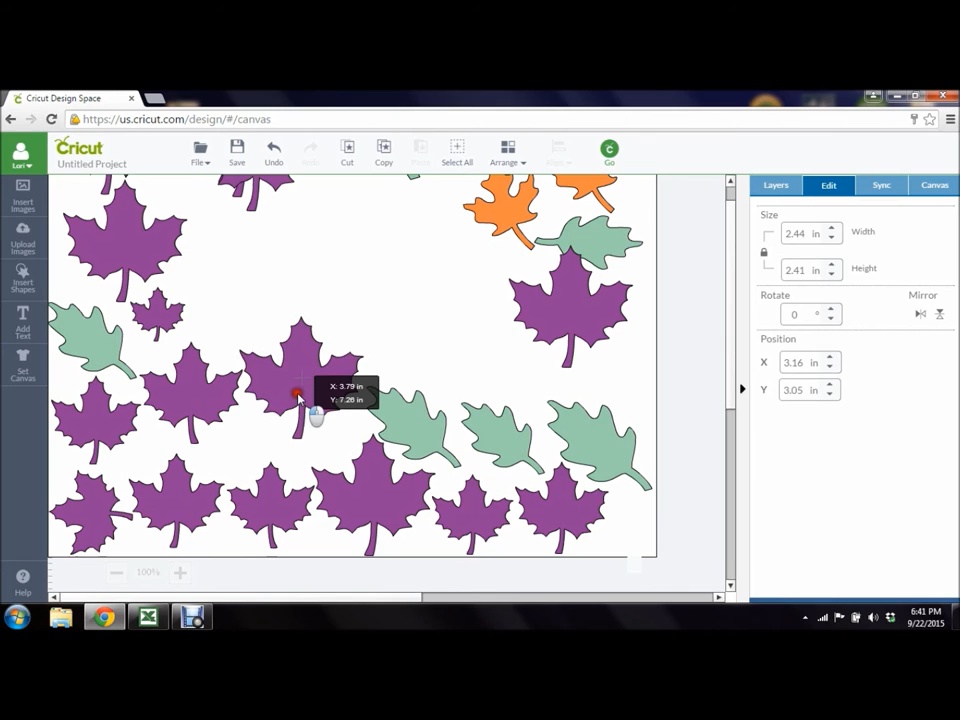 Cricut Design Space
https://us.cricut.com/design/#/canvas
Lori
Cricut
Untitled Project
File
Save
Undo
Redo
Cut
Copy
Paste
Select All
Arrange
Align
Go
Insert
Images
Upload
Images
Insert
Shapes
Add
Text
Set
Canvas
Help
Layers
Edit
Sync
Canvas
Size
2.44 in
Width
2.41 in
Height
Rotate
Mirror
0 °
Position
X
3.16 in
Y
3.05 in
X: 3.79 in
Y: 7.26 in
100%
6:41 PM
9/22/2015